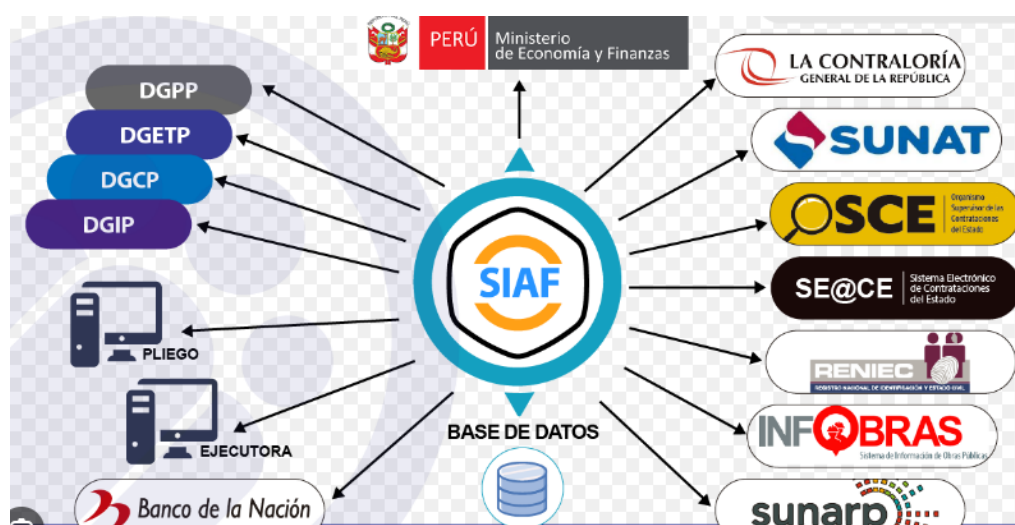 PERÚ
Ministerio
de Economía y Finanzas
DGPP
DGETP
DGCP
DGIP
PLIEGO
EJECUTORA
Banco de la Nación
SIAF
BASE DE DATOS
LA CONTRALORÍA
GENERAL DE LA REPÚBLICA
SUNAT
OSCE
Organismo
Supervisor de las
Contrataciones
del Estado
SE@CE
Sistema Electrónico
de Contrataciones
del Estado
RENIEC
REGISTRO NACIONAL DE IDENTIFICACIÓN Y ESTADO CIVIL
INFOBRAS
Sistema de Información de Obras Públicas
sunarp